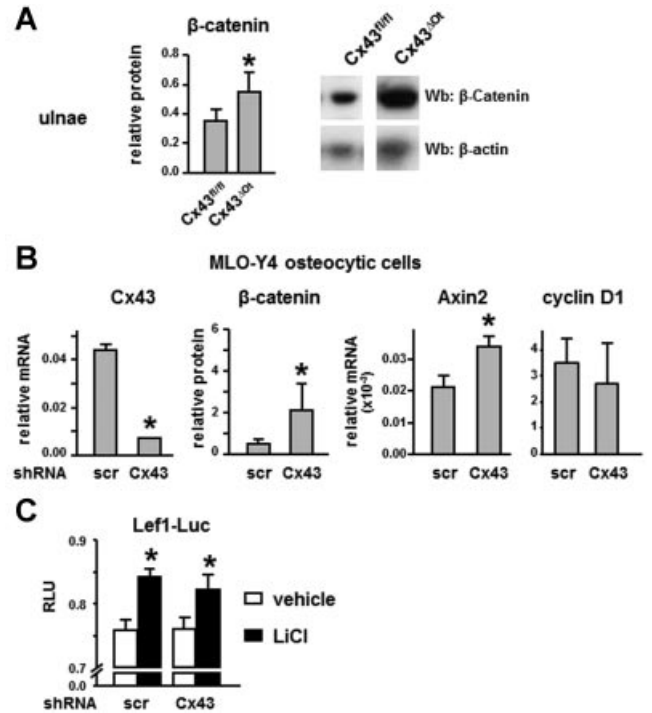 A
β-catenin
relative protein
0.8
0.6
0.4
0.2
0.0
*
ulnae
Cx43fl/fl
Cx43ΔOt
Cx43fl/fl
Cx43ΔOt
Wb: β-Catenin
Wb: β-actin
B
MLO-Y4 osteocytic cells
Cx43
relative mRNA
0.04
0.02
0.00
*
shRNA scr Cx43
β-catenin
relative protein
6
4
2
0
*
scr Cx43
Axin2
relative mRNA
(x10⁻³)
0.03
0.02
0.01
0.00
*
scr Cx43
cyclin D1
4
3
2
1
0
scr Cx43
C
Lef1-Luc
RLU
0.9
0.8
0.7
0.0
* *
vehicle
LiCl
shRNA scr Cx43